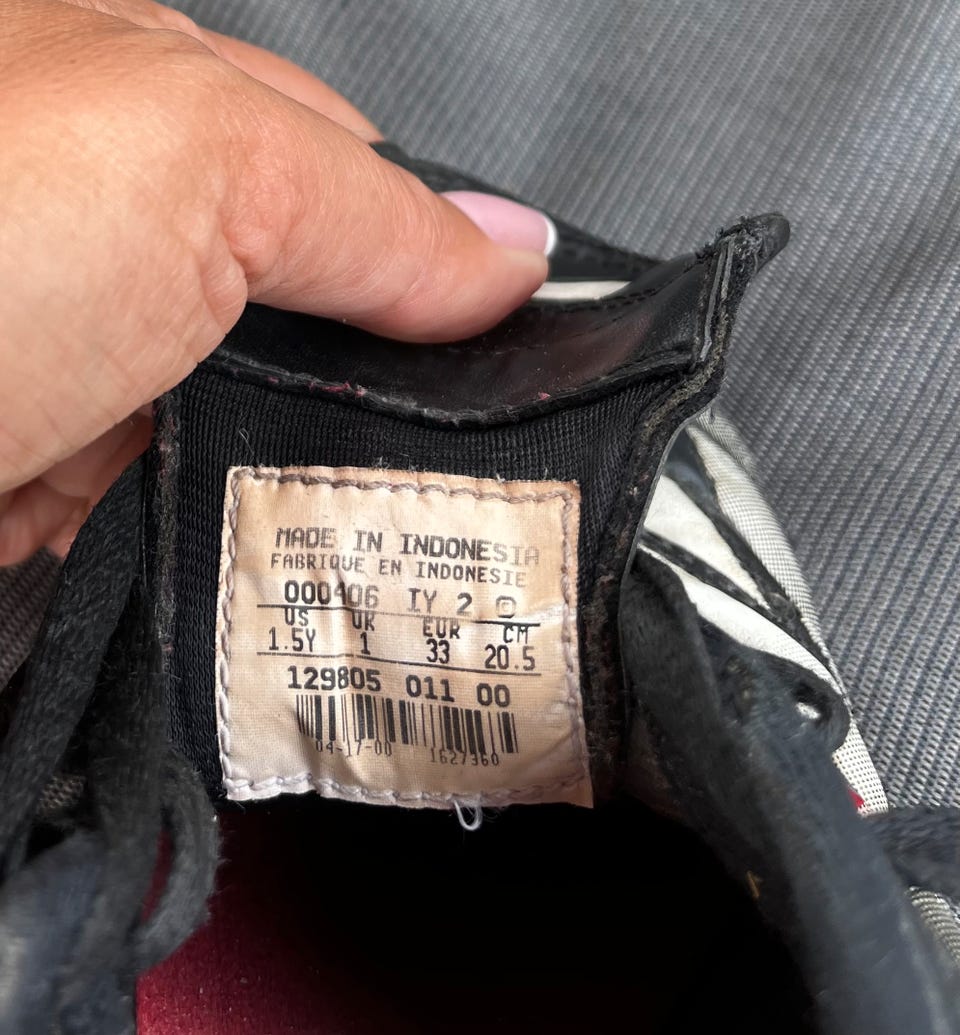 MADE IN INDONESIA
FABRIQUE EN INDONESIE
000406 IY 2
US UK EUR CM
1.5Y 1 33 20.5
129805 011 00
04-17-00 1627360